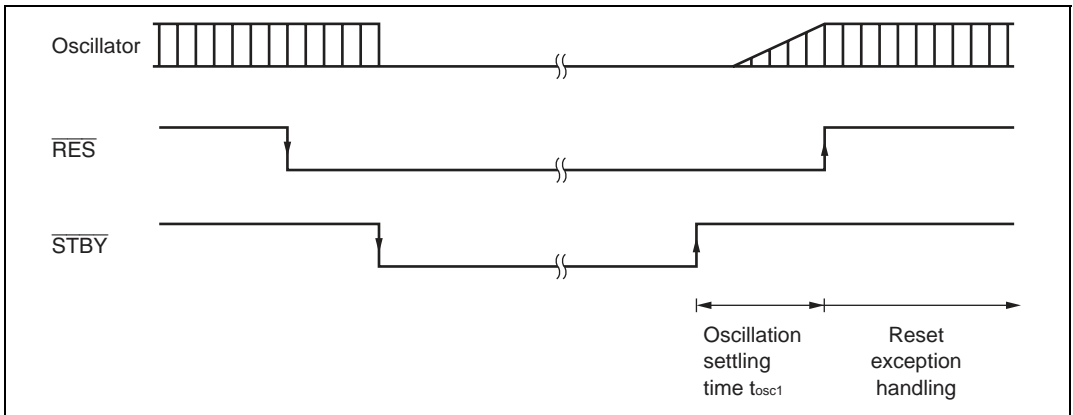 Oscillator
RES
STBY
Oscillation
settling
time tosc1
Reset
exception
handling